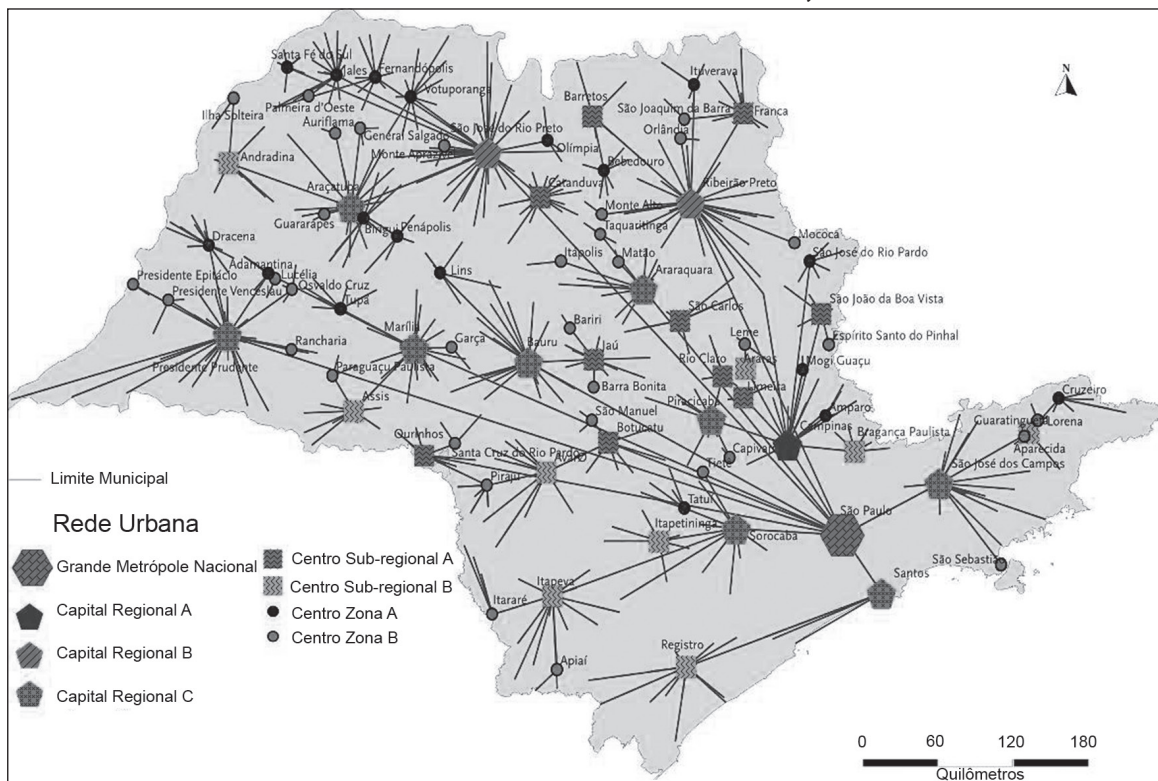 Santa Fé do Sul
Jales
Fernandópolis
Votuporanga
Ilha Solteira
Palmeira d'Oeste
Auriflama
General Salgado
São José do Rio Preto
Monte Aprazível
Olímpia
Barretos
Ituverava
São Joaquim da Barra
Franca
Orlândia
N
Andradina
Araçatuba
Catanduva
Bebedouro
Ribeirão Preto
Guararapes
Birigui
Penápolis
Monte Alto
Taquaritinga
Mococa
Dracena
Adamantina
Lucélia
Lins
Itápolis
Matão
Araraquara
São José do Rio Pardo
Presidente Epitácio
Presidente Venceslau
Osvaldo Cruz
Tupã
São Carlos
São João da Boa Vista
Marília
Garça
Bauru
Bariri
Jaú
Leme
Espírito Santo do Pinhal
Rancharia
Presidente Prudente
Paraguaçu Paulista
Barra Bonita
Rio Claro
Araras
Mogi Guaçu
Limeira
Assis
São Manuel
Botucatu
Piracicaba
Amparo
Campinas
Bragança Paulista
Cruzeiro
Guaratinguetá
Lorena
Aparecida
Ourinhos
Santa Cruz do Rio Pardo
Avaré
Capivari
Tietê
São José dos Campos
Piraju
Tatuí
Itapetininga
Sorocaba
São Paulo
São Sebastião
Santos
Itapeva
Itararé
Apiaí
Registro
Limite Municipal
Rede Urbana
Grande Metrópole Nacional
Capital Regional A
Capital Regional B
Capital Regional C
Centro Sub-regional A
Centro Sub-regional B
Centro Zona A
Centro Zona B
0 60 120 180
Quilômetros